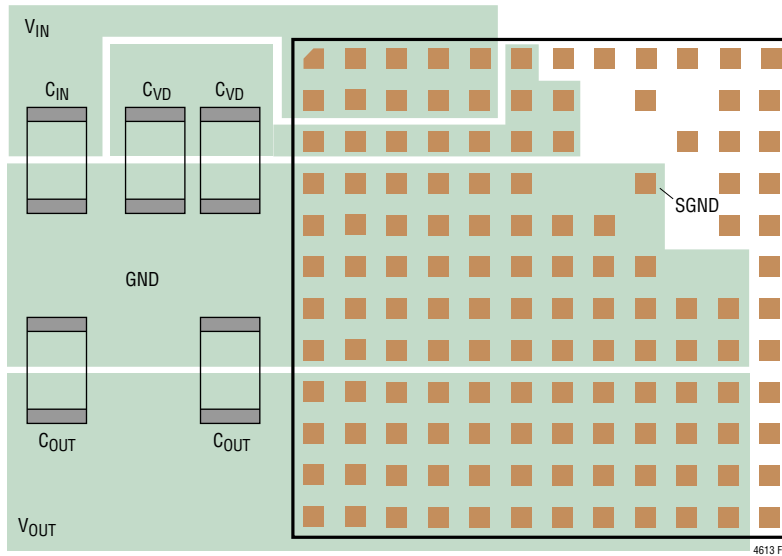 VIN
CIN
CVD
CVD
SGND
GND
COUT
COUT
VOUT
4613 F